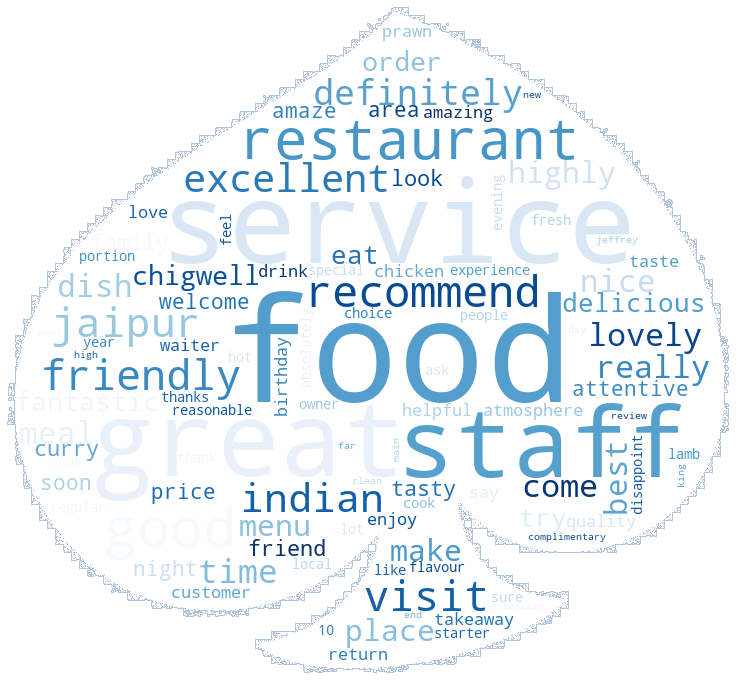 prawn
order
definitely new
amaze area amazing
restaurant
excellent look highly
service
love feel evening fresh
family jeffrey
portion eat taste
chigwell drink special chicken experience
dish nice
welcome recommend delicious
jaipur choice people
year waiter lovely
high birthday absolutely food day
friendly hot ask really
thanks attentive
fantastic reasonable owner helpful atmosphere review
meal great staff best disappoint
curry far main lamb
thank clean king
soon price indian tasty say come
regular cook
good menu enjoy try quality
friend lot complimentary
night time local make
customer like flavour
visit sure
end takeaway
10 place starter
return